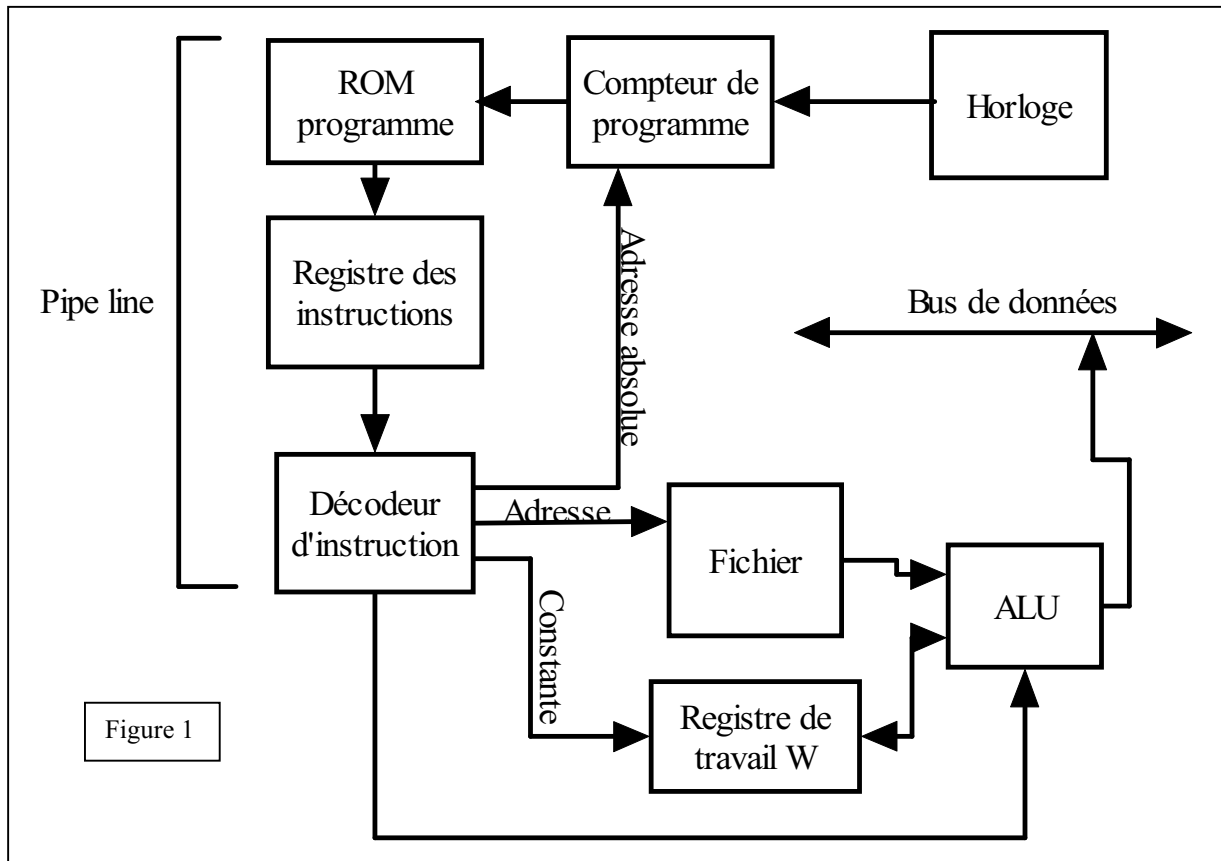 ROM
programme
Compteur de
programme
Horloge
Registre des
instructions
Pipe line
Adresse absolue
Bus de données
Décodeur
d'instruction
Adresse
Fichier
ALU
Constante
Registre de
travail W
Figure 1